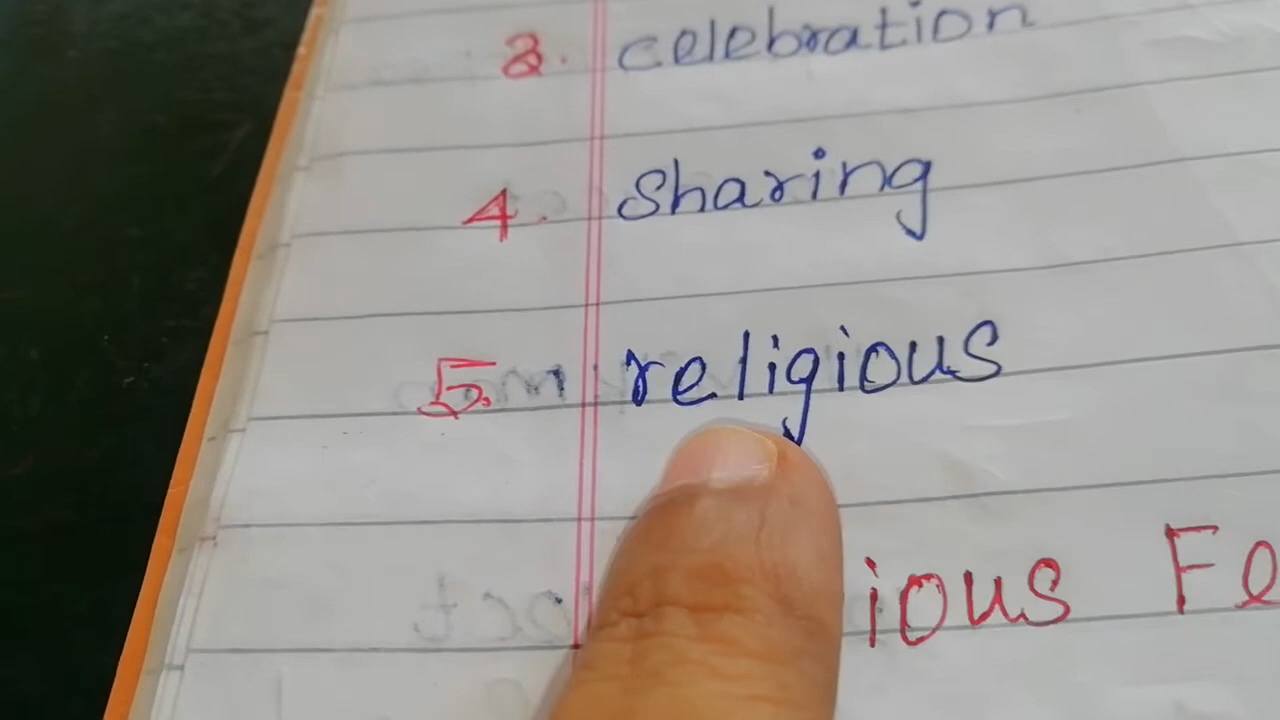 3. celebration
4. Sharing
5. religious
ious Fe